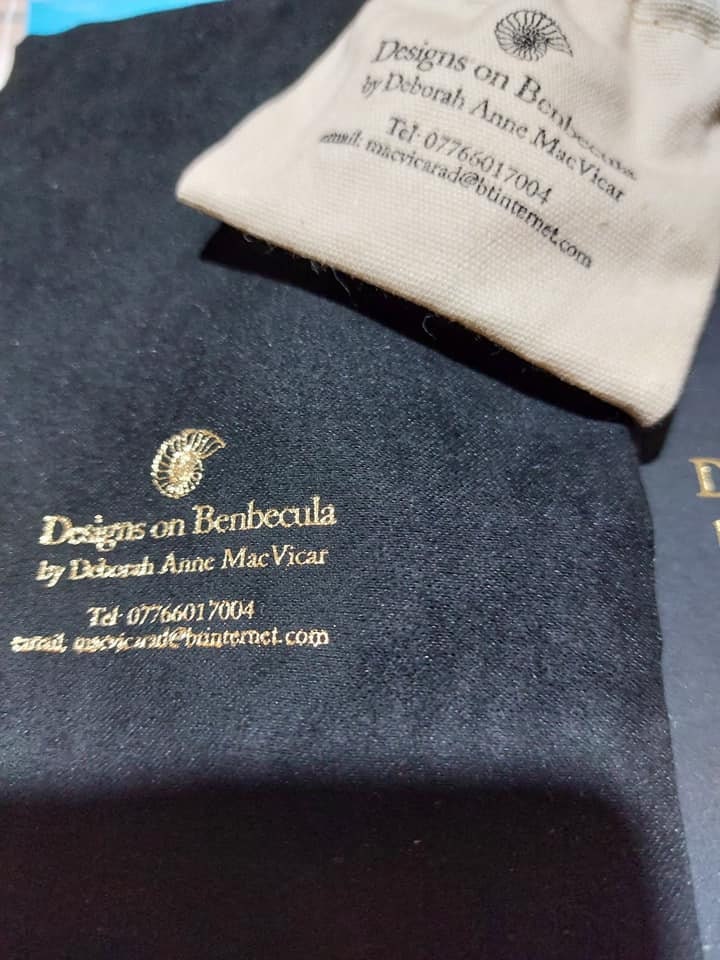 Designs on Benbecula
by Deborah Anne MacVicar
Tel· 07766017004
email: macvicarad@btinternet.com
Designs on Benbecula
by Deborah Anne MacVicar
Tel· 07766017004
email, macvicarad@btinternet.com
D